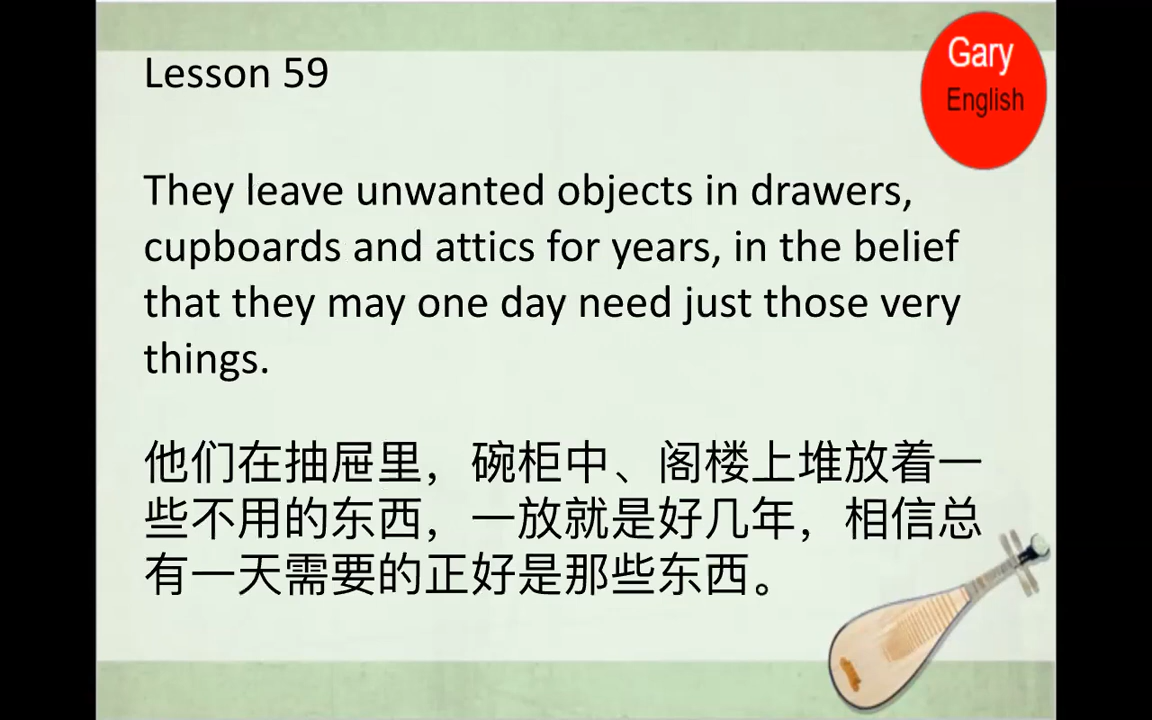 Lesson 59
Gary
English
They leave unwanted objects in drawers,
cupboards and attics for years, in the belief
that they may one day need just those very
things.
他们在抽屉里，碗柜中、阁楼上堆放着一
些不用的东西，一放就是好几年，相信总
有一天需要的正好是那些东西。